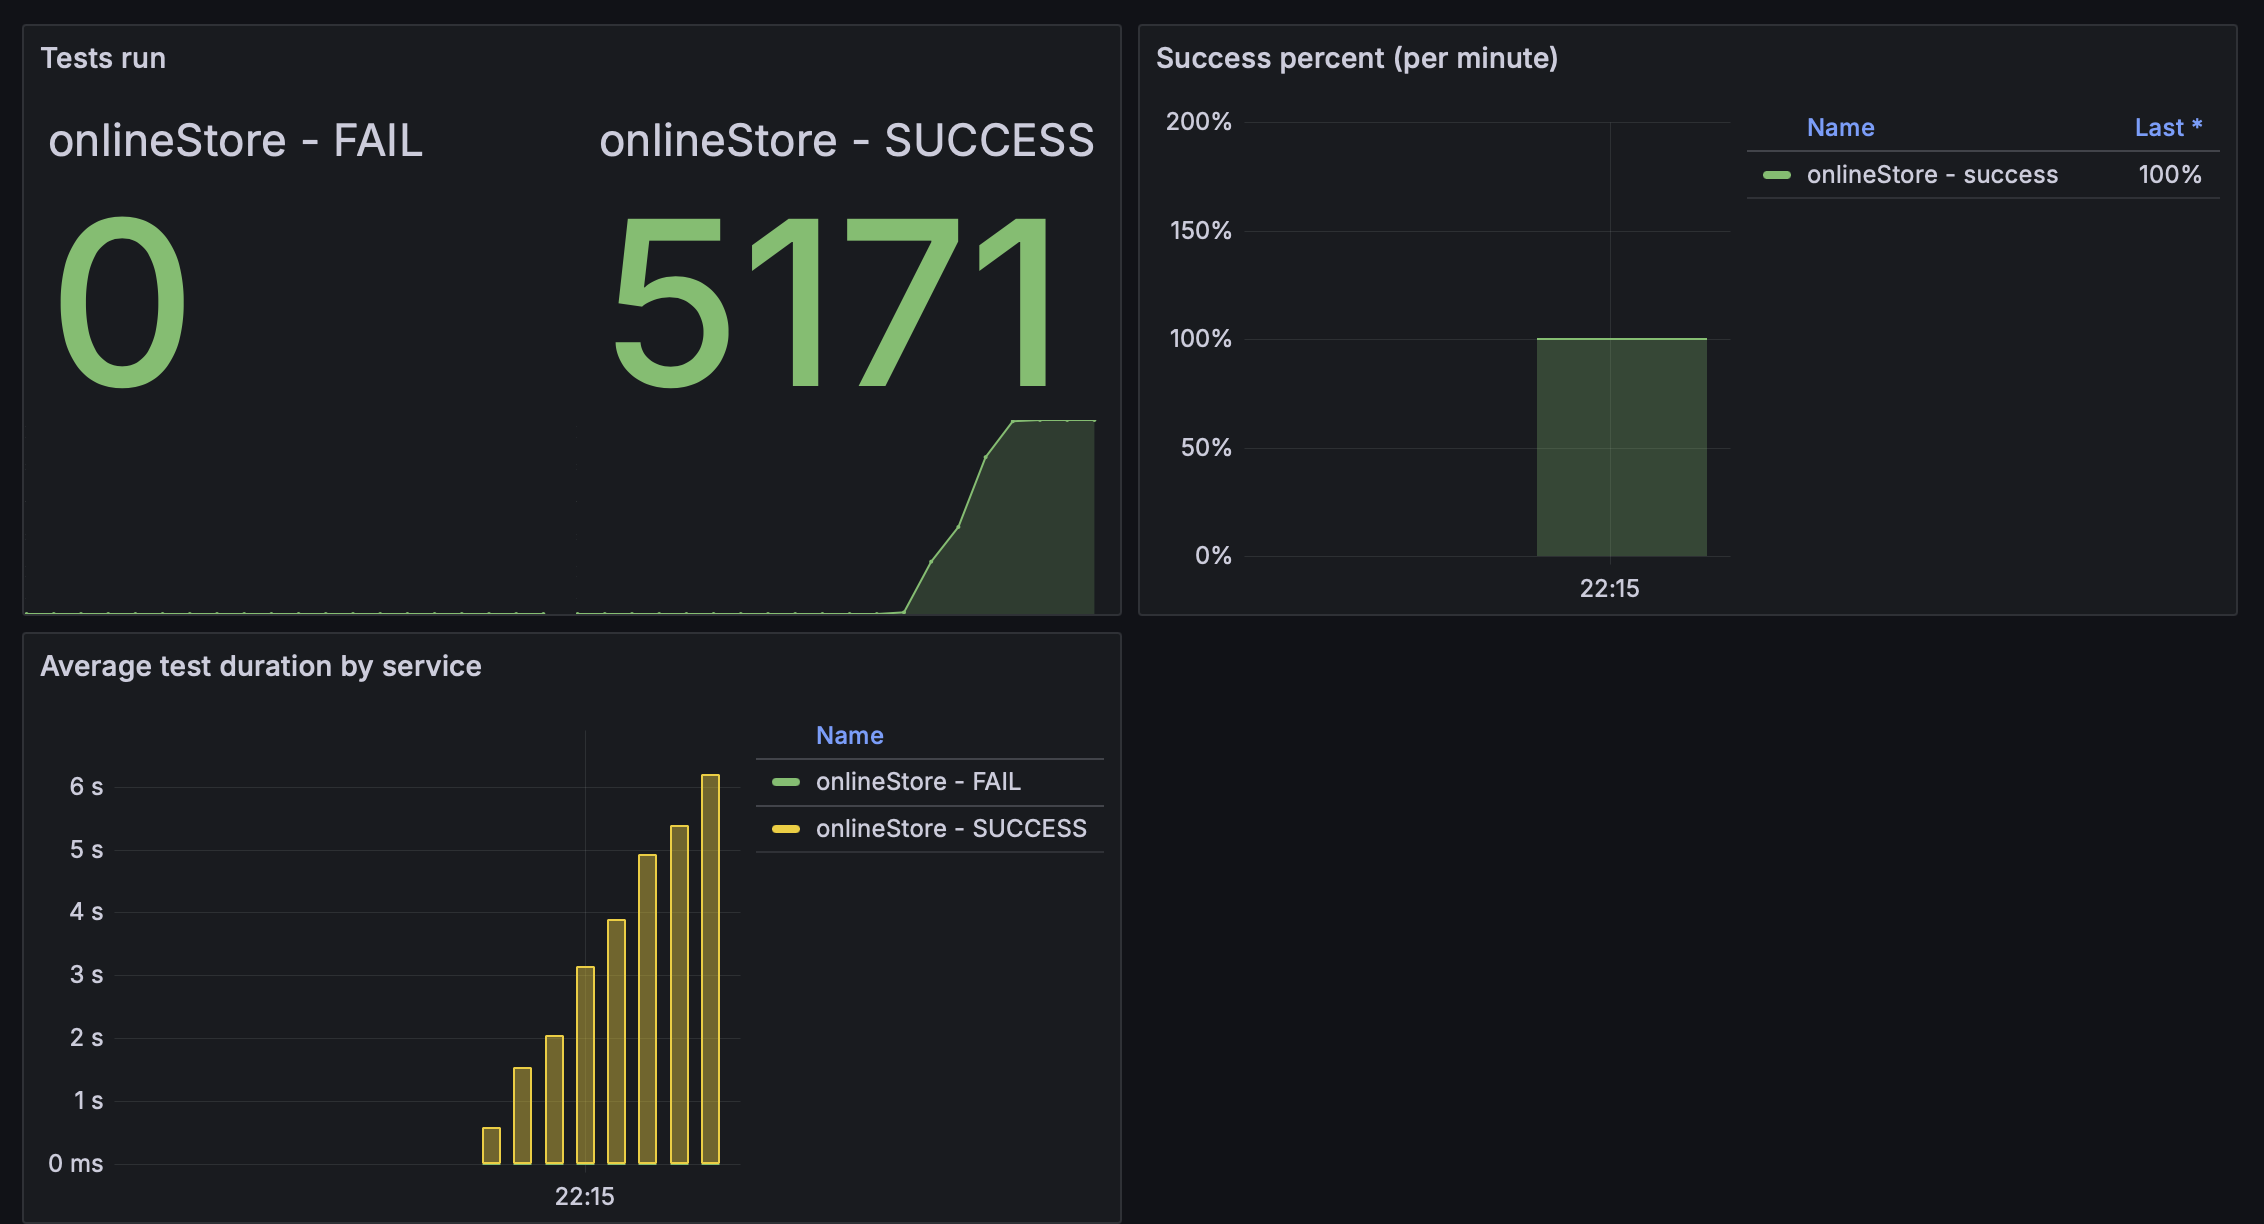 Tests run
onlineStore - FAIL
0
onlineStore - SUCCESS
5171
Success percent (per minute)
200%
150%
100%
50%
0%
22:15
Name Last *
onlineStore - success 100%
Average test duration by service
6 s
5 s
4 s
3 s
2 s
1 s
0 ms
22:15
Name
onlineStore - FAIL
onlineStore - SUCCESS